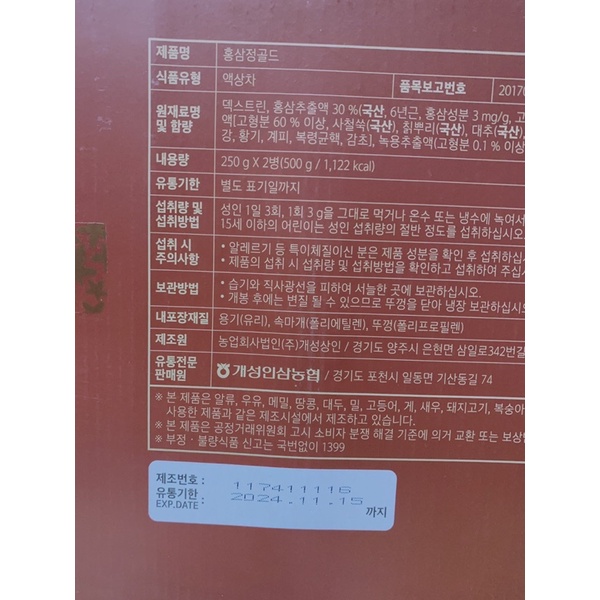 제품명 홍삼정골드
식품유형 액상차 품목보고번호 20170
원재료명 및 함량
덱스트린, 홍삼추출액 30 %(국산, 6년근, 홍삼성분 3 mg/g, 고
액[고형분 60 % 이상, 사철쑥(국산), 칡뿌리(국산), 대추(국산),
강, 황기, 계피, 복령균핵, 감초], 녹용추출액(고형분 0.1 % 이상
내용량 250 g X 2병(500 g / 1,122 kcal)
유통기한 별도 표기일까지
섭취량 및 섭취방법
성인 1일 3회, 1회 3 g을 그대로 먹거나 온수 또는 냉수에 녹여서
15세 이하의 어린이는 성인 섭취량의 절반 정도를 섭취하십시오
섭취 시 주의사항
• 알레르기 등 특이체질이신 분은 제품 성분을 확인 후 섭취하십
• 제품의 섭취 시 섭취량 및 섭취방법을 확인하고 섭취하여 주십시
보관방법
• 습기와 직사광선을 피하여 서늘한 곳에 보관하십시오.
• 개봉 후에는 변질 될 수 있으므로 뚜껑을 닫아 냉장 보관하십시오
내포장재질 용기(유리), 속마개(폴리에틸렌), 뚜껑(폴리프로필렌)
제조원 농업회사법인(주)개성상인 / 경기도 양주시 은현면 삼일로342번길
유통전문 판매원
개성인삼농협 / 경기도 포천시 일동면 기산동길 74
※ 본 제품은 알류, 우유, 메밀, 땅콩, 대두, 밀, 고등어, 게, 새우, 돼지고기, 복숭아
사용한 제품과 같은 제조시설에서 제조하고 있습니다.
※ 본 제품은 공정거래위원회 고시 소비자 분쟁 해결 기준에 의거 교환 또는 보상
※ 부정·불량식품 신고는 국번없이 1399
제조번호 : 117411116
유통기한 : 2024.11.15 까지
EXP.DATE